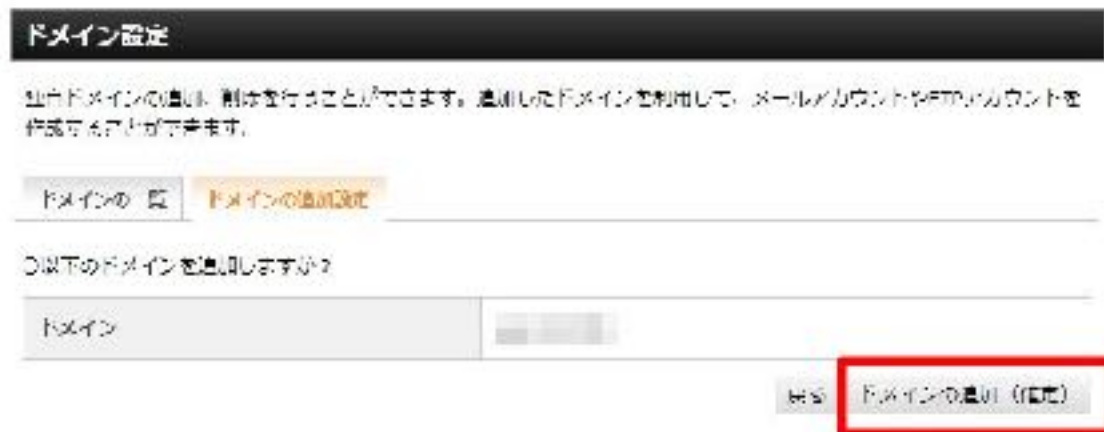 ドメイン設定
独自ドメインの追加、削除を行うことができます。追加したドメインを利用して、メールアカウントやFTPアカウントを
作成することができます。
ドメインの一覧 ドメインの追加設定
○以下のドメインを追加しますか？
ドメイン
戻る ドメインの追加（確定）